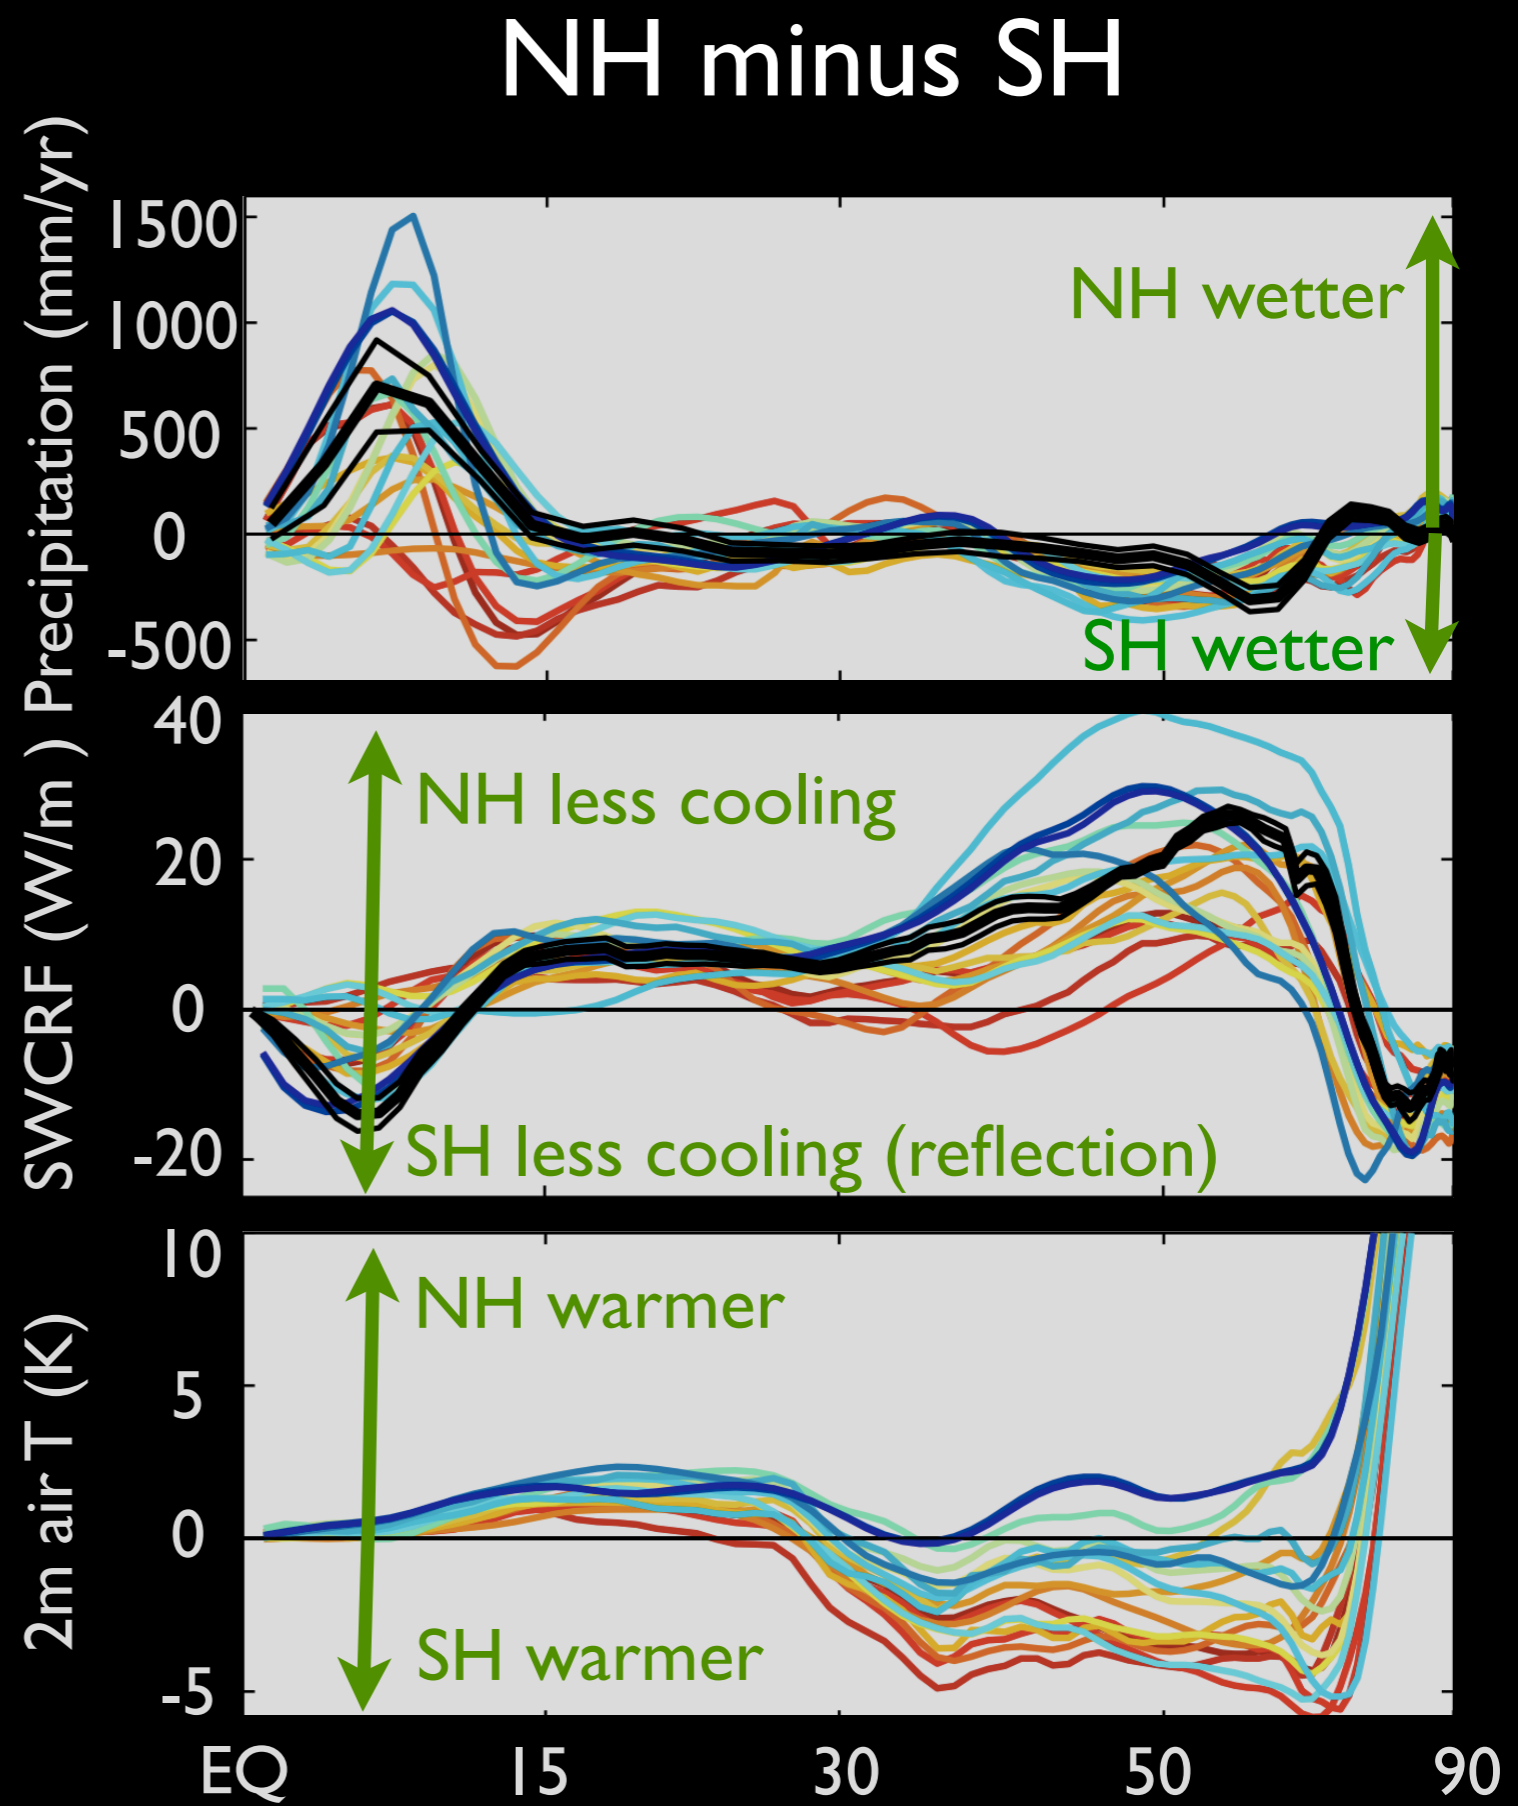 NH minus SH
Precipitation (mm/yr)
1500
1000
500
0
-500
NH wetter
SH wetter
SWCRF (W/m )
40
20
0
-20
NH less cooling
SH less cooling (reflection)
2m air T (K)
10
5
0
-5
NH warmer
SH warmer
EQ 15 30 50 90